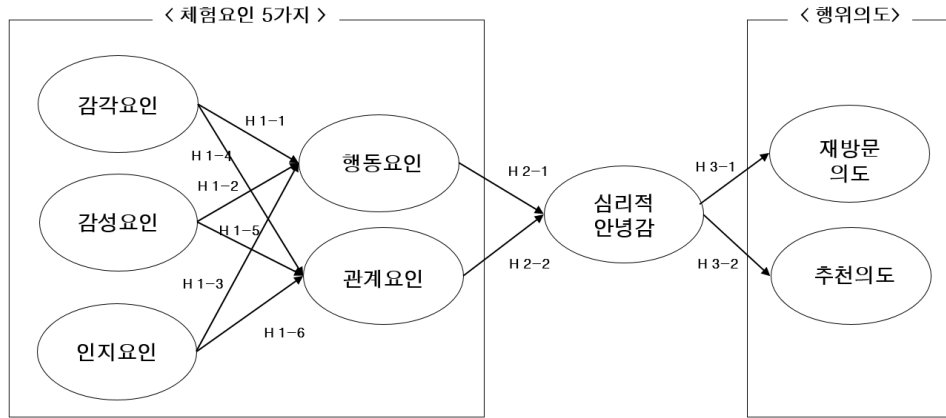 < 체험요인 5가지 >
< 행위의도>
감각요인
감성요인
인지요인
H 1-1
H 1-4
H 1-2
H 1-5
H 1-3
H 1-6
행동요인
관계요인
H 2-1
H 2-2
심리적
안녕감
H 3-1
H 3-2
재방문
의도
추천의도